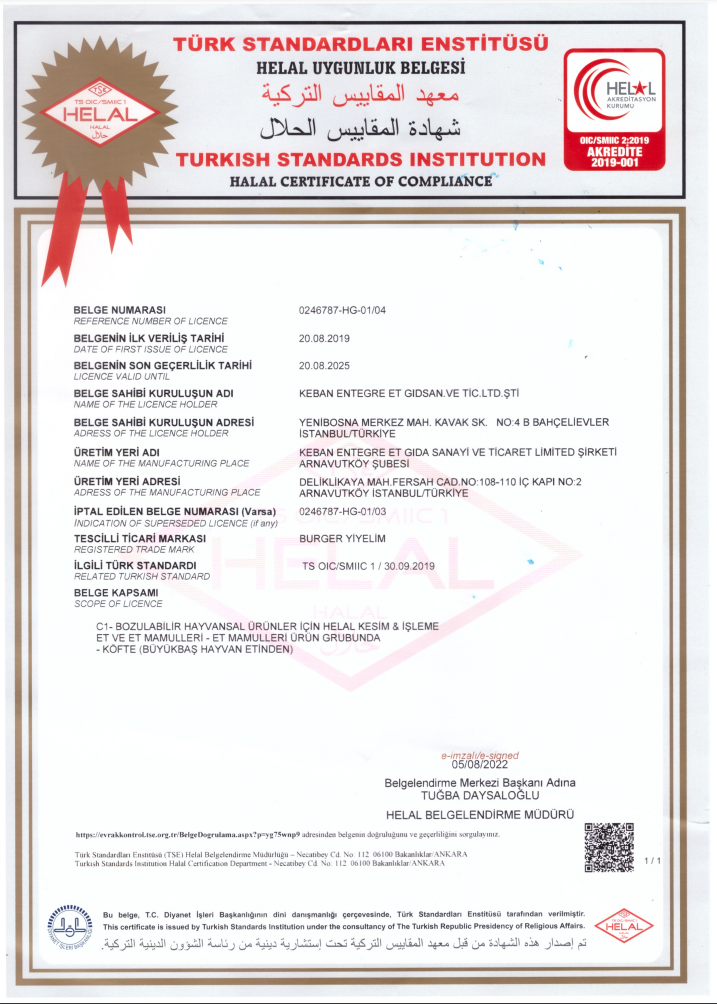 TÜRK STANDARDLARI ENSTİTÜSÜ
HELAL UYGUNLUK BELGESİ
معهد المقاييس التركية
شهادة المقاييس الحلال
TURKISH STANDARDS INSTITUTION
HALAL CERTIFICATE OF COMPLIANCE
TSE
TS OIC/SMIIC 1
HELAL
HALAL
حلال
HELAL
AKREDİTASYON
KURUMU
OIC/SMIIC 2:2019
AKREDİTE
2019-001
BELGE NUMARASI 0246787-HG-01/04
REFERENCE NUMBER OF LICENCE
BELGENİN İLK VERİLİŞ TARİHİ 20.08.2019
DATE OF FIRST ISSUE OF LICENCE
BELGENİN SON GEÇERLİLİK TARİHİ 20.08.2025
LICENCE VALID UNTIL
BELGE SAHİBİ KURULUŞUN ADI KEBAN ENTEGRE ET GIDSAN.VE TİC.LTD.ŞTİ
NAME OF THE LICENCE HOLDER
BELGE SAHİBİ KURULUŞUN ADRESİ YENİBOSNA MERKEZ MAH. KAVAK SK. NO:4 B BAHÇELİEVLER
ADRESS OF THE LICENCE HOLDER İSTANBUL/TÜRKİYE
ÜRETİM YERİ ADI KEBAN ENTEGRE ET GIDA SANAYİ VE TİCARET LİMİTED ŞİRKETİ
NAME OF THE MANUFACTURING PLACE ARNAVUTKÖY ŞUBESİ
ÜRETİM YERİ ADRESİ DELİKLİKAYA MAH.FERSAH CAD.NO:108-110 İÇ KAPI NO:2
ADRESS OF THE MANUFACTURING PLACE ARNAVUTKÖY İSTANBUL/TÜRKİYE
İPTAL EDİLEN BELGE NUMARASI (Varsa) 0246787-HG-01/03
INDICATION OF SUPERSEDED LICENCE (if any)
TS OIC/SMIIC 1
TESCİLLİ TİCARİ MARKASI BURGER YİYELİM
REGISTERED TRADE MARK
HELAL
İLGİLİ TÜRK STANDARDI TS OIC/SMIIC 1 / 30.09.2019
RELATED TURKISH STANDARD
BELGE KAPSAMI
SCOPE OF LICENCE
HALAL
حلال
C1- BOZULABİLİR HAYVANSAL ÜRÜNLER İÇİN HELAL KESİM & İŞLEME
ET VE ET MAMULLERİ - ET MAMULLERİ ÜRÜN GRUBUNDA
- KÖFTE (BÜYÜKBAŞ HAYVAN ETİNDEN)
e-imzalı/e-signed
05/08/2022
Belgelendirme Merkezi Başkanı Adına
TUĞBA DAYSALOĞLU
HELAL BELGELENDİRME MÜDÜRÜ
https://evrakkontrol.tse.org.tr/BelgeDogrulama.aspx?p=yg75wnp9 adresinden belgenin doğruluğunu ve geçerliliğini sorgulayınız.
Türk Standardları Enstitüsü (TSE) Helal Belgelendirme Müdürlüğü – Necatibey Cd. No: 112 06100 Bakanlıklar/ANKARA
Turkish Standards Institution Halal Certification Department - Necatibey Cd. No: 112 06100 Bakanlıklar/ANKARA
1 / 1
DİYANET İŞLERİ BAŞKANLIĞI
Bu belge, T.C. Diyanet İşleri Başkanlığının dini danışmanlığı çerçevesinde, Türk Standardları Enstitüsü tarafından verilmiştir.
This certificate is issued by Turkish Standards Institution under the consultancy of The Turkish Republic Presidency of Religious Affairs.
تم إصدار هذه الشهادة من قبل معهد المقاييس التركية تحت إستشارية دينية من رئاسة الشؤون الدينية التركية.
HELAL